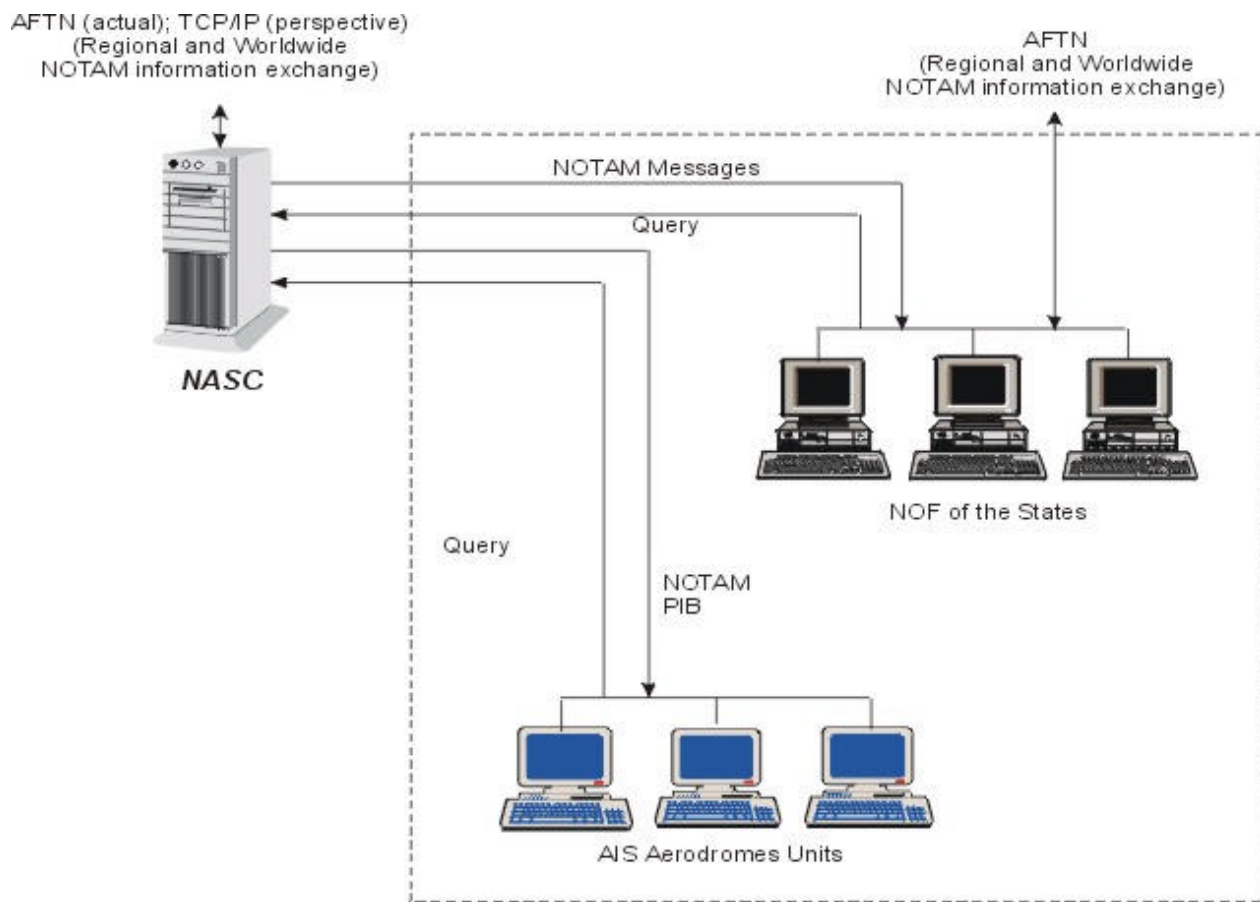 AFTN (actual); TCP/IP (perspective)
(Regional and Worldwide
NOTAM information exchange)
AFTN
(Regional and Worldwide
NOTAM information exchange)
NOTAM Messages
Query
NASC
NOF of the States
Query
NOTAM
PIB
AIS Aerodromes Units